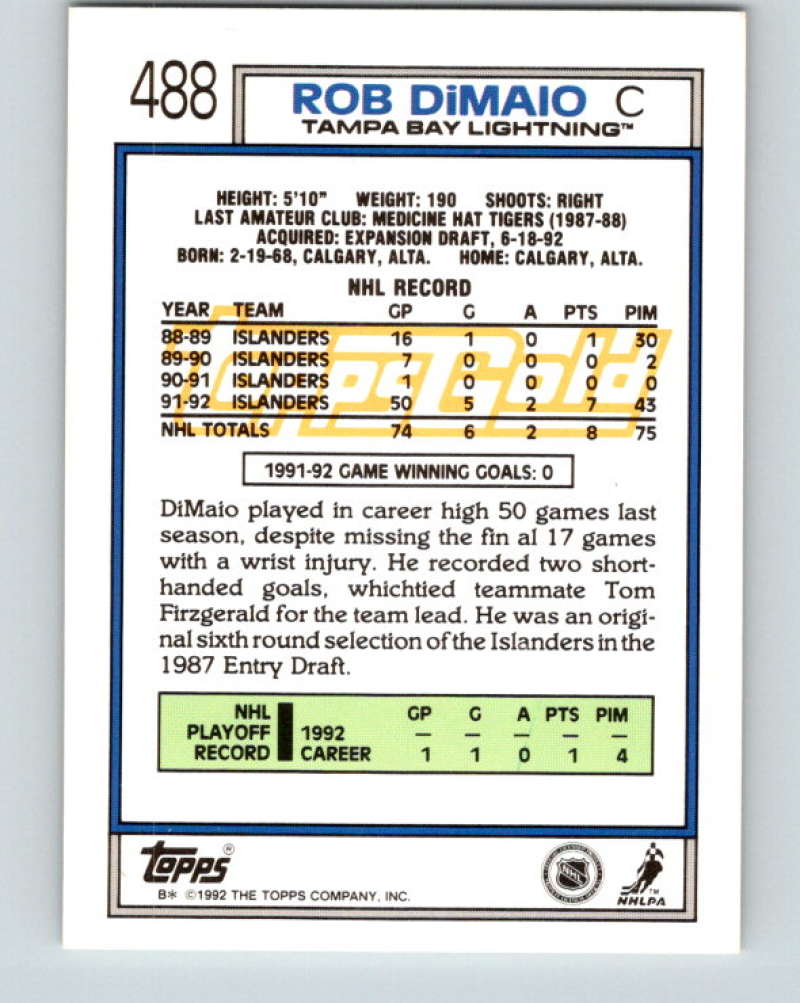 488
ROB DiMAIO C
TAMPA BAY LIGHTNING™
HEIGHT: 5'10" WEIGHT: 190 SHOOTS: RIGHT
LAST AMATEUR CLUB: MEDICINE HAT TIGERS (1987-88)
ACQUIRED: EXPANSION DRAFT, 6-18-92
BORN: 2-19-68, CALGARY, ALTA. HOME: CALGARY, ALTA.
NHL RECORD
YEAR TEAM GP G A PTS PIM
88-89 ISLANDERS 16 1 0 1 30
89-90 ISLANDERS 7 0 0 0 2
90-91 ISLANDERS 1 0 0 0 0
91-92 ISLANDERS 50 5 2 7 43
NHL TOTALS 74 6 2 8 75
ToppsGold
1991-92 GAME WINNING GOALS: 0
DiMaio played in career high 50 games last
season, despite missing the fin al 17 games
with a wrist injury. He recorded two short-
handed goals, whichtied teammate Tom
Firzgerald for the team lead. He was an origi-
nal sixth round selection of the Islanders in the
1987 Entry Draft.
NHL GP G A PTS PIM
PLAYOFF 1992 — — — — —
RECORD CAREER 1 1 0 1 4
TOPPS®
B* ©1992 THE TOPPS COMPANY, INC.
NHL
™
NHLPA